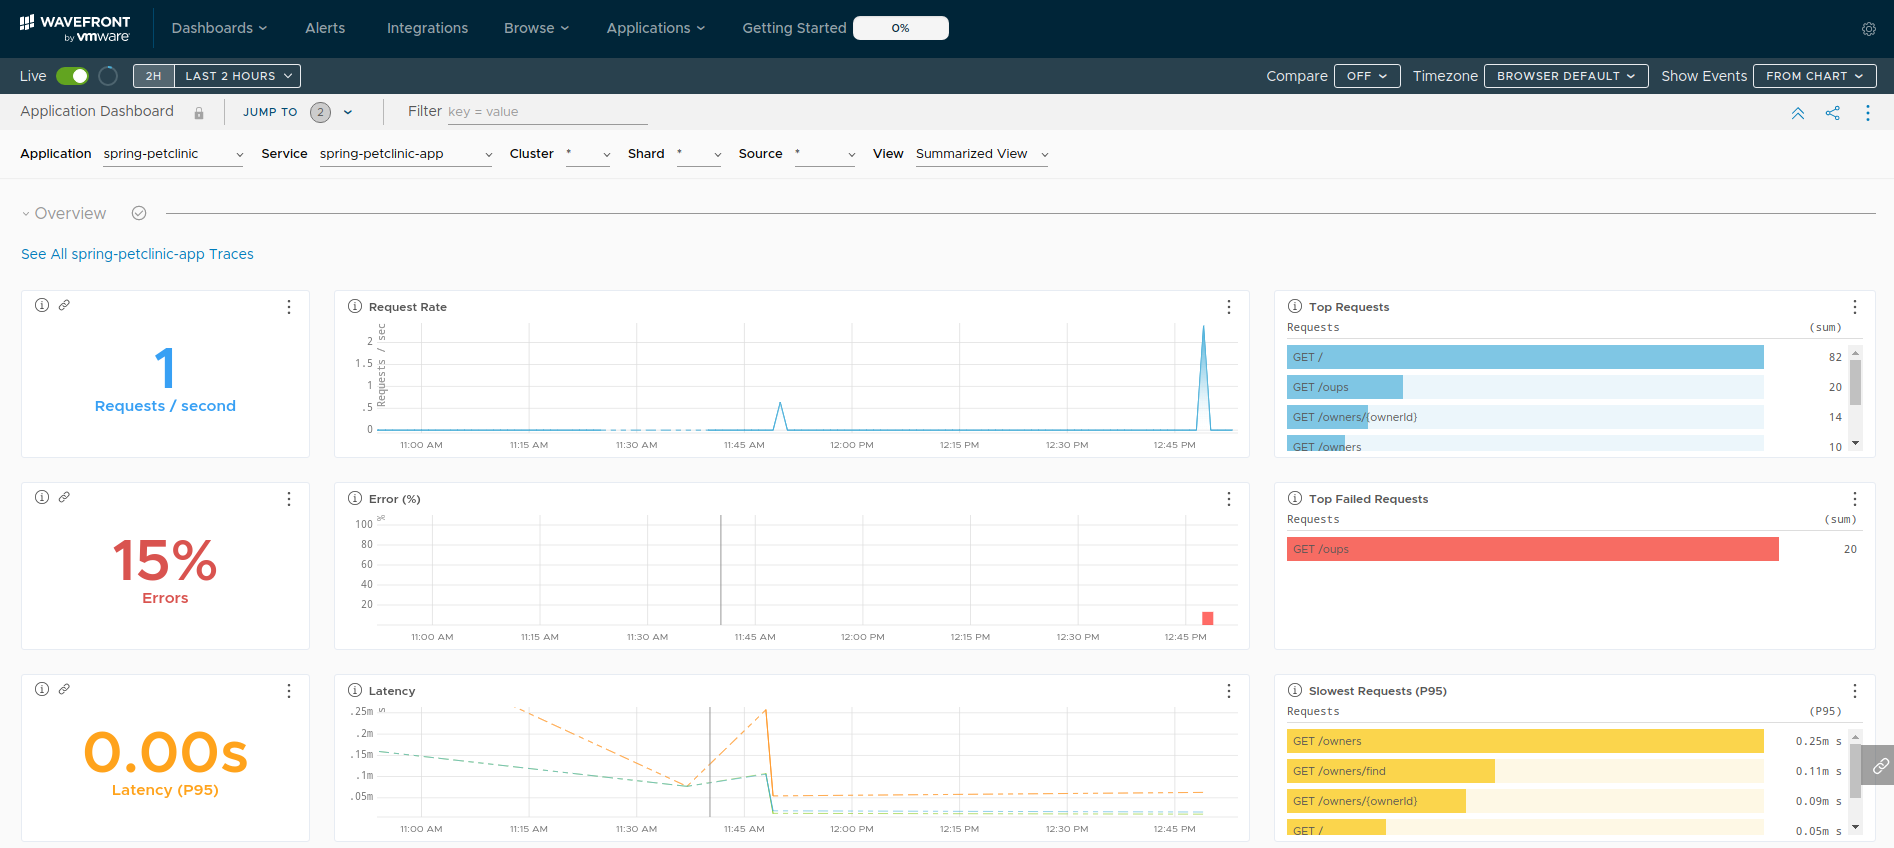 WAVEFRONT
by vmware
Dashboards
Alerts
Integrations
Browse
Applications
Getting Started
0%
Live
2H
LAST 2 HOURS
Compare
OFF
Timezone
BROWSER DEFAULT
Show Events
FROM CHART
Application Dashboard
JUMP TO
2
Filter
key = value
Application
spring-petclinic
Service
spring-petclinic-app
Cluster
*
Shard
*
Source
*
View
Summarized View
Overview
See All spring-petclinic-app Traces
1
Requests / second
Request Rate
Requests / sec
2
1.5
1
.5
0
11:00 AM
11:15 AM
11:30 AM
11:45 AM
12:00 PM
12:15 PM
12:30 PM
12:45 PM
Top Requests
Requests (sum)
GET / 82
GET /oups 20
GET /owners/{ownerId} 14
GET /owners 10
15%
Errors
Error (%)
%
100
80
60
40
20
11:00 AM
11:15 AM
11:30 AM
11:45 AM
12:00 PM
12:15 PM
12:30 PM
12:45 PM
Top Failed Requests
Requests (sum)
GET /oups 20
0.00s
Latency (P95)
Latency
s
.25m
.2m
.15m
.1m
.05m
11:00 AM
11:15 AM
11:30 AM
11:45 AM
12:00 PM
12:15 PM
12:30 PM
12:45 PM
Slowest Requests (P95)
Requests (P95)
GET /owners 0.25m s
GET /owners/find 0.11m s
GET /owners/{ownerId} 0.09m s
GET / 0.05m s